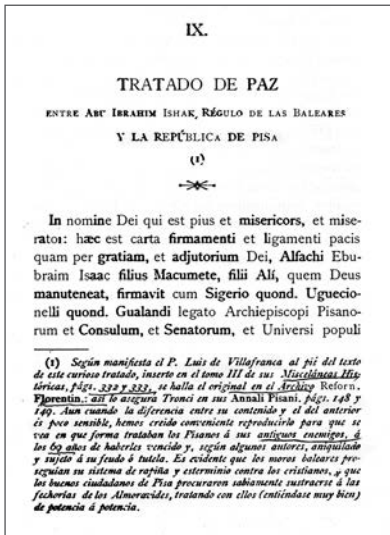 IX.
TRATADO DE PAZ
ENTRE ABU IBRAHIM ISHAK, RÉGULO DE LAS BALEARES
Y LA REPÚBLICA DE PISA
(1)
In nomine Dei qui est pius et misericors, et mise-
rator: hæc est carta firmamenti et ligamenti pacis
quam per gratiam, et adjutorium Dei, Alfachi Ebu-
braim Isaac filius Macumete, filii Alí, quem Deus
manuteneat, firmavit cum Sigerio quond. Uguecio-
nelli quond. Gualandi legato Archiepiscopi Pisano-
rum et Consulum, et Senatorum, et Universi populi
(1) Según manifiesta el P. Luis de Villafranca al pié del texto
de este curioso tratado, inserto en el tomo III de sus Misceláneas His-
tóricas, págs. 332 y 333, se halla el original en el Archivo Reforn.
Florentin.: así lo asegura Tronci en sus Annali Pisani, págs. 148 y
149. Aun cuando la diferencia entre su contenido y el del anterior
és poco sensible, hemos creido conveniente reproducirlo para que se
vea en que forma trataban los Pisanos á sus antiguos enemigos, á
los 69 años de haberles vencido y, según algunos autores, aniquilado
y sujeto á su feudo ó tutela. Es evidente que los moros baleares pro-
seguían su sistema de rapiña y esterminio contra los cristianos, y que
los buenos ciudadanos de Pisa procuraron sabiamente sustraerse á las
fechorías de los Almoravides, tratando con ellos (entiéndase muy bien)
de potencia á potencia.